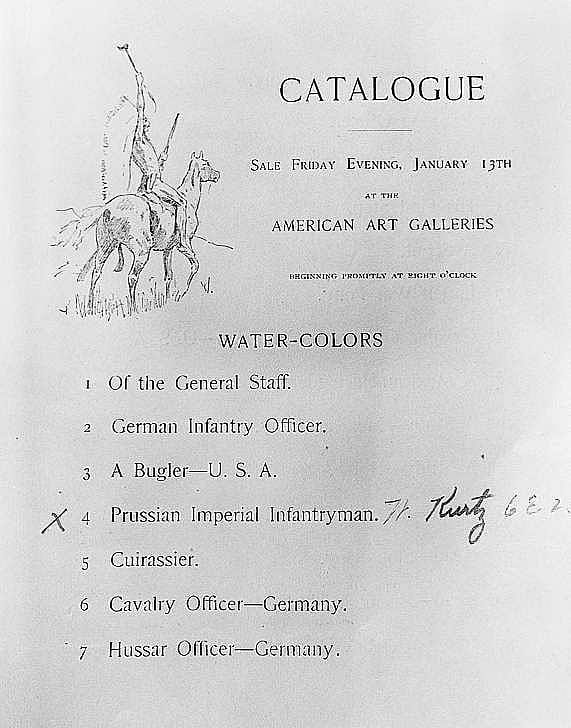 CATALOGUE
SALE FRIDAY EVENING, JANUARY 13TH
AT THE
AMERICAN ART GALLERIES
BEGINNING PROMPTLY AT EIGHT O'CLOCK
WATER-COLORS
1 Of the General Staff.
2 German Infantry Officer.
3 A Bugler—U. S. A.
X 4 Prussian Imperial Infantryman. W. Kurtz 6 E 2
5 Cuirassier.
6 Cavalry Officer—Germany.
7 Hussar Officer—Germany.